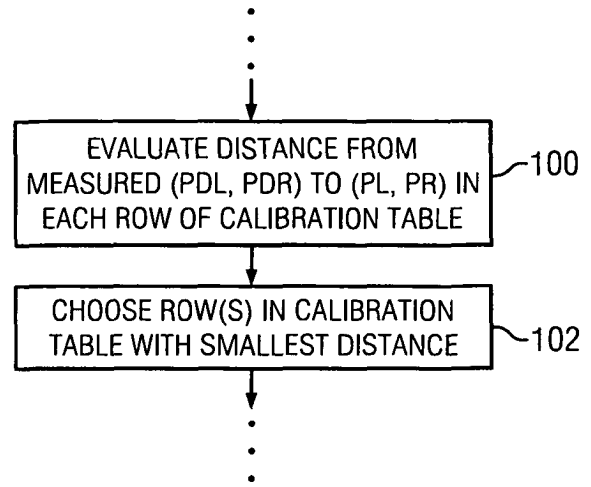 EVALUATE DISTANCE FROM
MEASURED (PDL, PDR) TO (PL, PR) IN
EACH ROW OF CALIBRATION TABLE
100
CHOOSE ROW(S) IN CALIBRATION
TABLE WITH SMALLEST DISTANCE
102